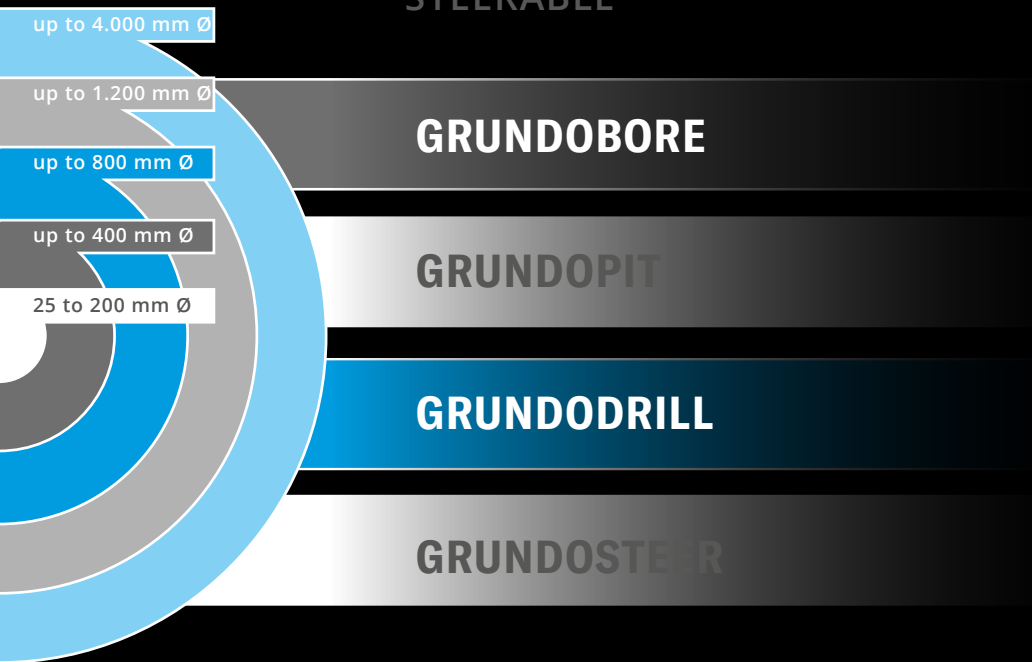 STEERABLE
up to 4.000 mm Ø
up to 1.200 mm Ø
GRUNDOBORE
up to 800 mm Ø
up to 400 mm Ø
GRUNDOPIT
25 to 200 mm Ø
GRUNDODRILL
GRUNDOSTEER